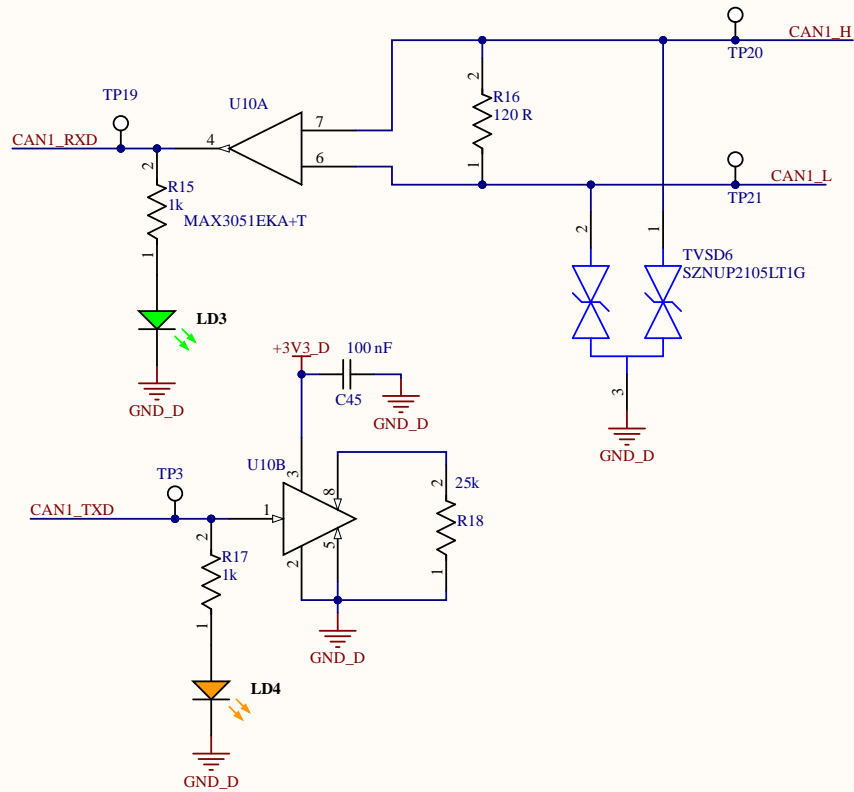 CAN1_H
TP20
TP19
U10A
2
R16
120 R
7
CAN1_RXD
4
6
1
2
R15
1k
CAN1_L
TP21
MAX3051EKA+T
2
1
1
TVSD6
SZNUP2105LT1G
LD3
+3V3_D
100 nF
C45
GND_D
3
GND_D
GND_D
TP3
U10B
3
8
2
25k
CAN1_TXD
1
R18
2
R17
1k
5
2
1
1
GND_D
LD4
GND_D